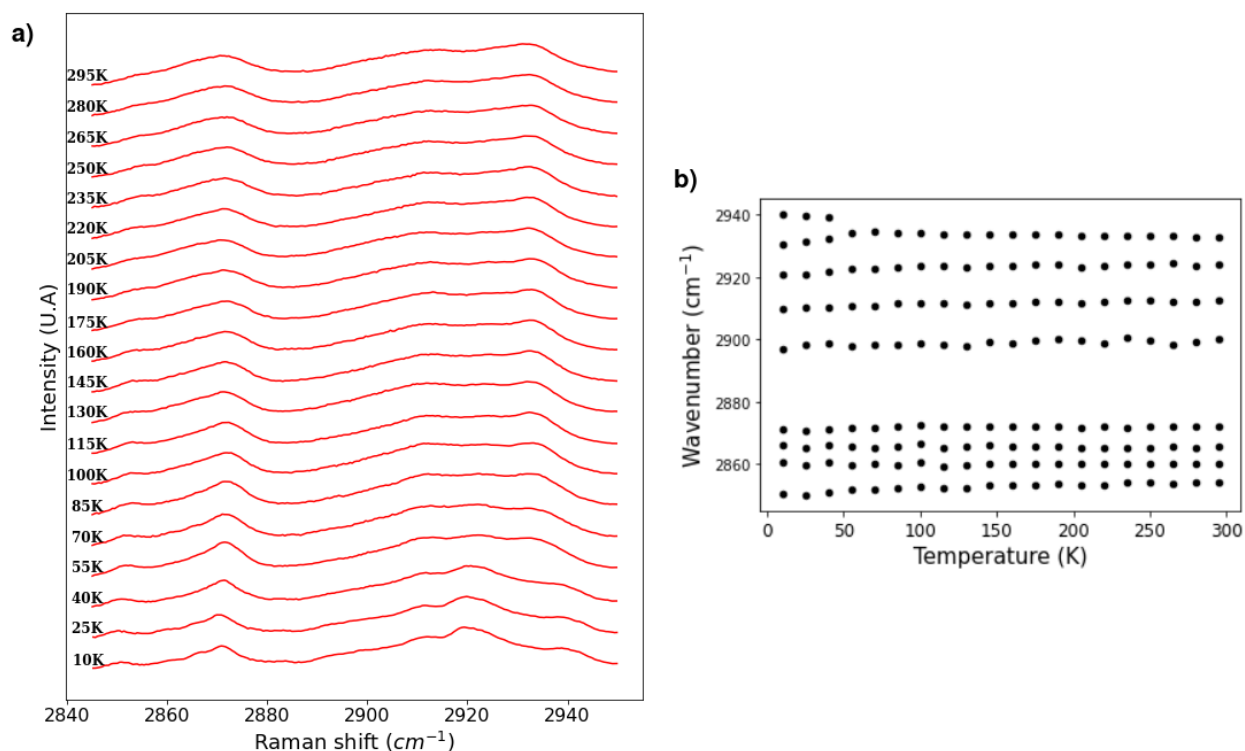 a)
295K
280K
265K
250K
235K
220K
205K
190K
175K
160K
145K
130K
115K
100K
85K
70K
55K
40K
25K
10K
Intensity (U.A)
2840 2860 2880 2900 2920 2940
Raman shift (cm⁻¹)
b)
2940
2920
2900
2880
2860
Wavenumber (cm⁻¹)
0 50 100 150 200 250 300
Temperature (K)